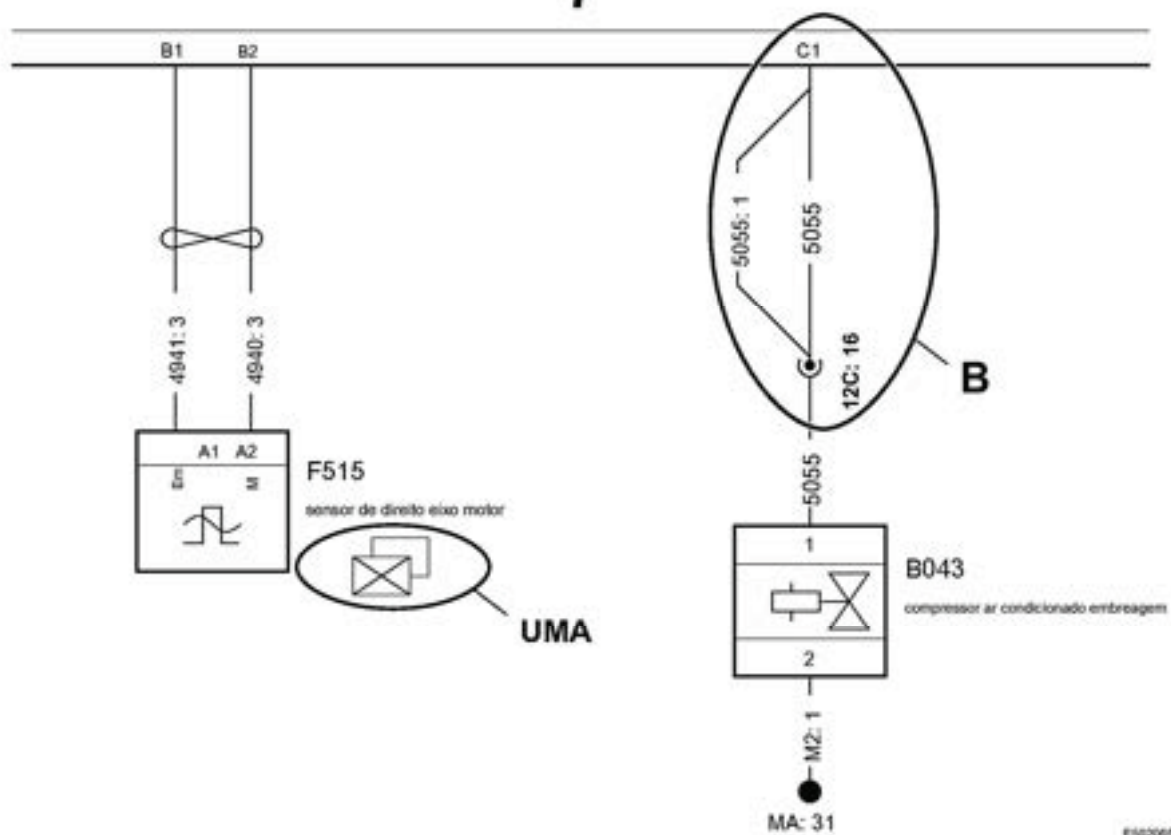 B1
B2
C1
5055: 1
5055
4941: 3
4940: 3
12C: 16
B
A1
A2
Em
M
F515
sensor de direito eixo motor
5055
UMA
1
B043
compressor ar condicionado embreagem
2
M2: 1
MA: 31